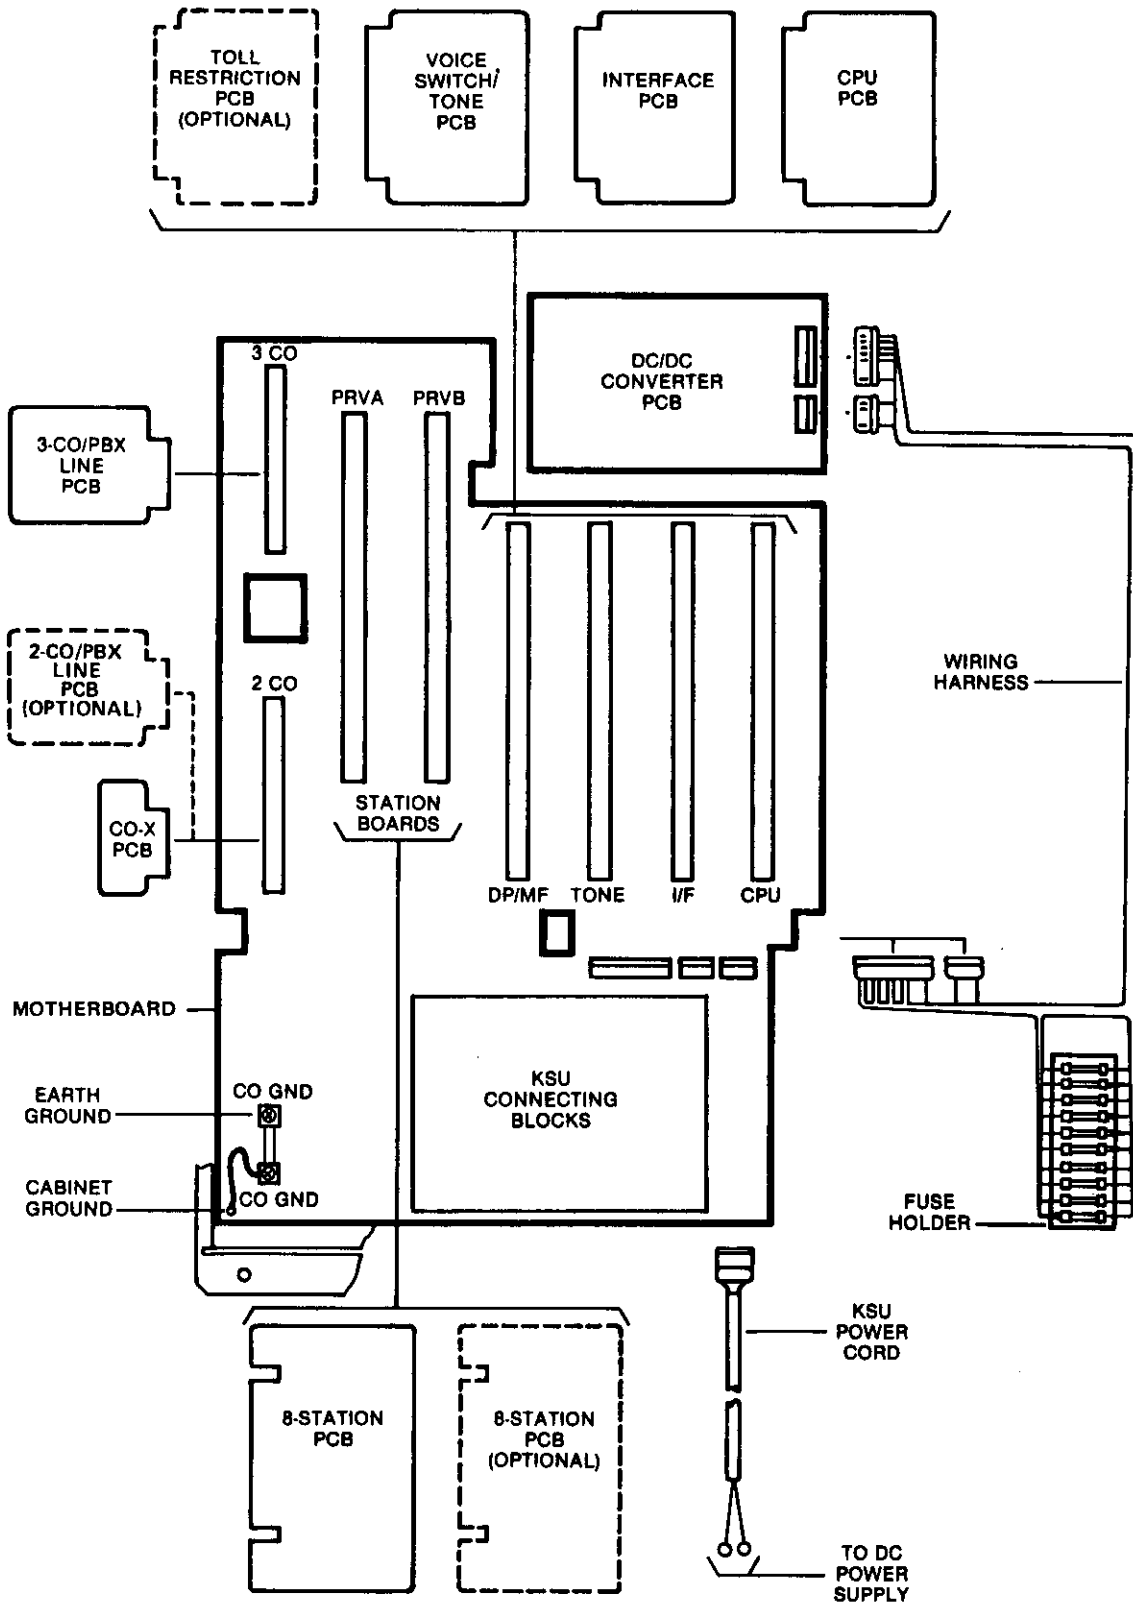 TOLL
RESTRICTION
PCB
(OPTIONAL)
VOICE
SWITCH/
TONE
PCB
INTERFACE
PCB
CPU
PCB
DC/DC
CONVERTER
PCB
3 CO
PRVA
PRVB
3-CO/PBX
LINE
PCB
2-CO/PBX
LINE
PCB
(OPTIONAL)
2 CO
WIRING
HARNESS
CO-X
PCB
STATION
BOARDS
DP/MF
TONE
I/F
CPU
MOTHERBOARD
KSU
CONNECTING
BLOCKS
EARTH
GROUND
CO GND
CABINET
GROUND
CO GND
FUSE
HOLDER
KSU
POWER
CORD
8-STATION
PCB
8-STATION
PCB
(OPTIONAL)
TO DC
POWER
SUPPLY